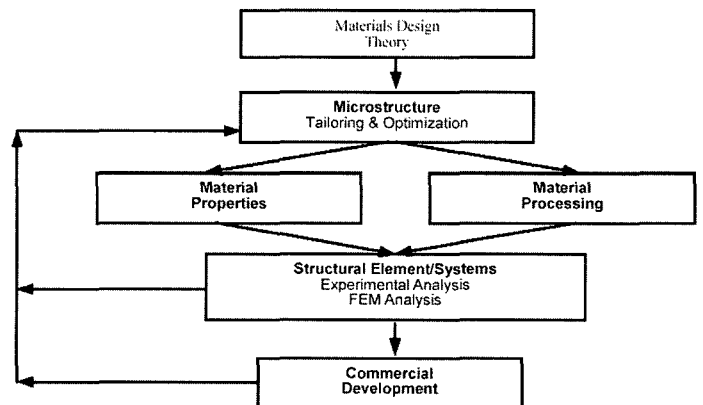 Materials Design
Theory
Microstructure
Tailoring & Optimization
Material
Properties
Material
Processing
Structural Element/Systems
Experimental Analysis
FEM Analysis
Commercial
Development